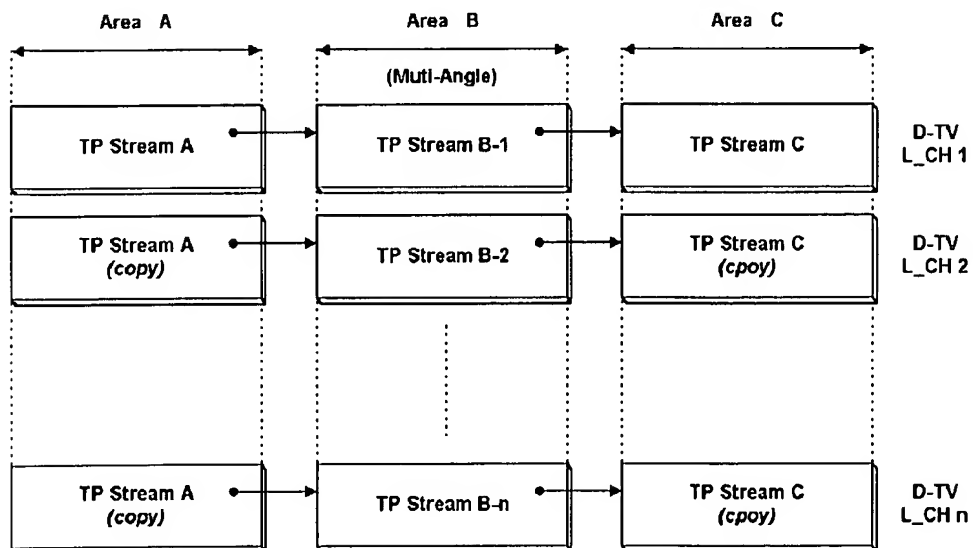 Area A
Area B
Area C
(Muti-Angle)
TP Stream A
TP Stream B-1
TP Stream C
D-TV
L_CH 1
TP Stream A
(copy)
TP Stream B-2
TP Stream C
(cpoy)
D-TV
L_CH 2
TP Stream A
(copy)
TP Stream B-n
TP Stream C
(cpoy)
D-TV
L_CH n